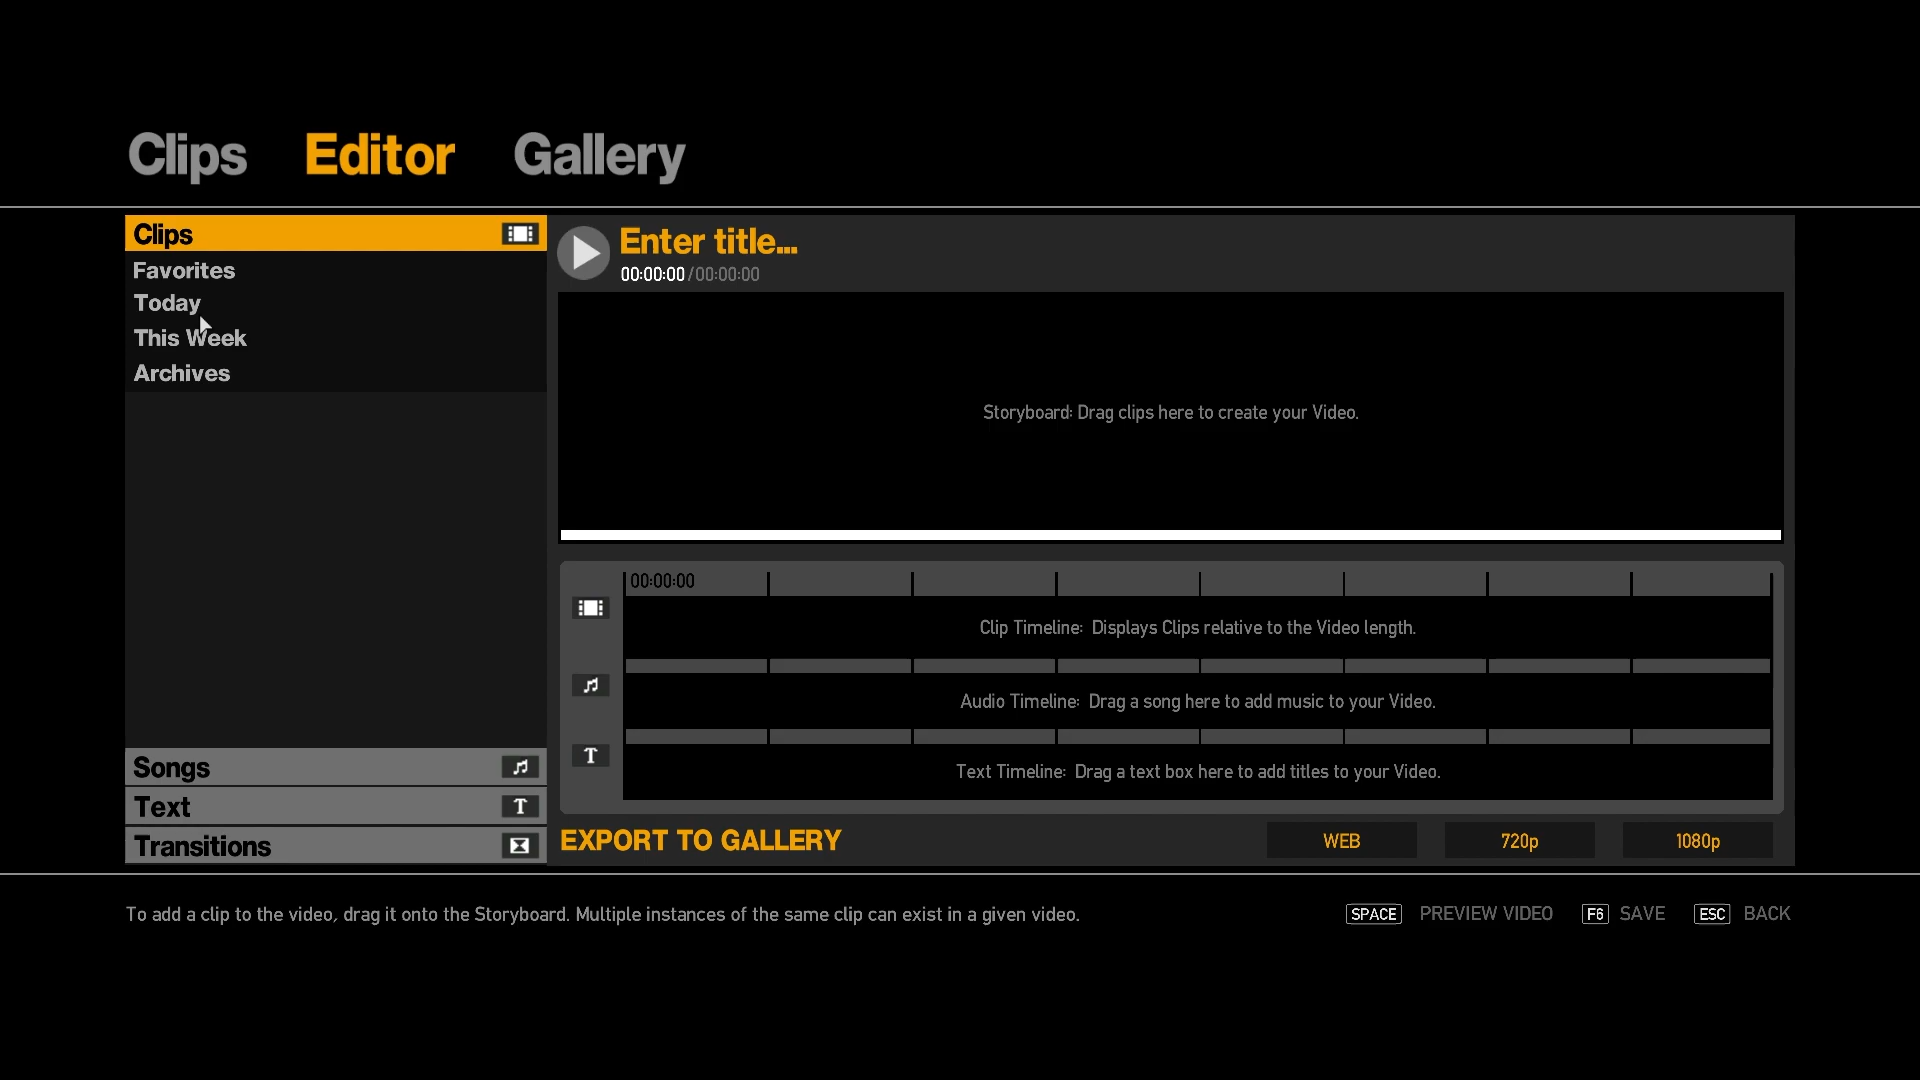 Clips Editor Gallery
Clips
Favorites
Today
This Week
Archives
Songs
Text
Transitions
Enter title...
00:00:00/00:00:00
Storyboard: Drag clips here to create your Video.
00:00:00
Clip Timeline: Displays Clips relative to the Video length.
Audio Timeline: Drag a song here to add music to your Video.
T Text Timeline: Drag a text box here to add titles to your Video.
EXPORT TO GALLERY WEB 720p 1080p
To add a clip to the video, drag it onto the Storyboard. Multiple instances of the same clip can exist in a given video.
SPACE PREVIEW VIDEO F6 SAVE ESC BACK